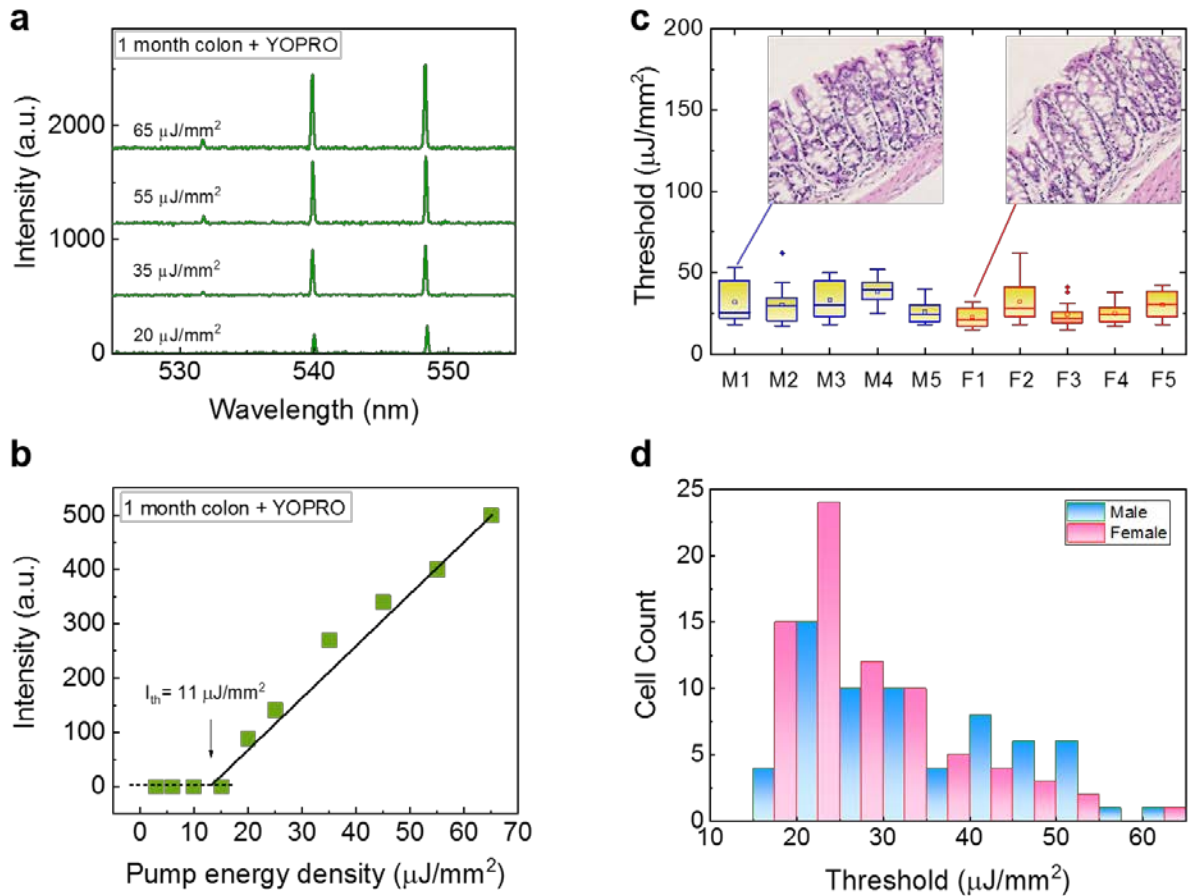 a
1 month colon + YOPRO
65 μJ/mm²
55 μJ/mm²
35 μJ/mm²
20 μJ/mm²
Intensity (a.u.)
2000
1000
0
530 540 550
Wavelength (nm)
b
1 month colon + YOPRO
I_th = 11 μJ/mm²
Intensity (a.u.)
500
400
300
200
100
0
0 10 20 30 40 50 60 70
Pump energy density (μJ/mm²)
c
Threshold (μJ/mm²)
200
150
100
50
0
M1 M2 M3 M4 M5 F1 F2 F3 F4 F5
d
Male
Female
Cell Count
25
20
15
10
5
0
10 20 30 40 50 60
Threshold (μJ/mm²)